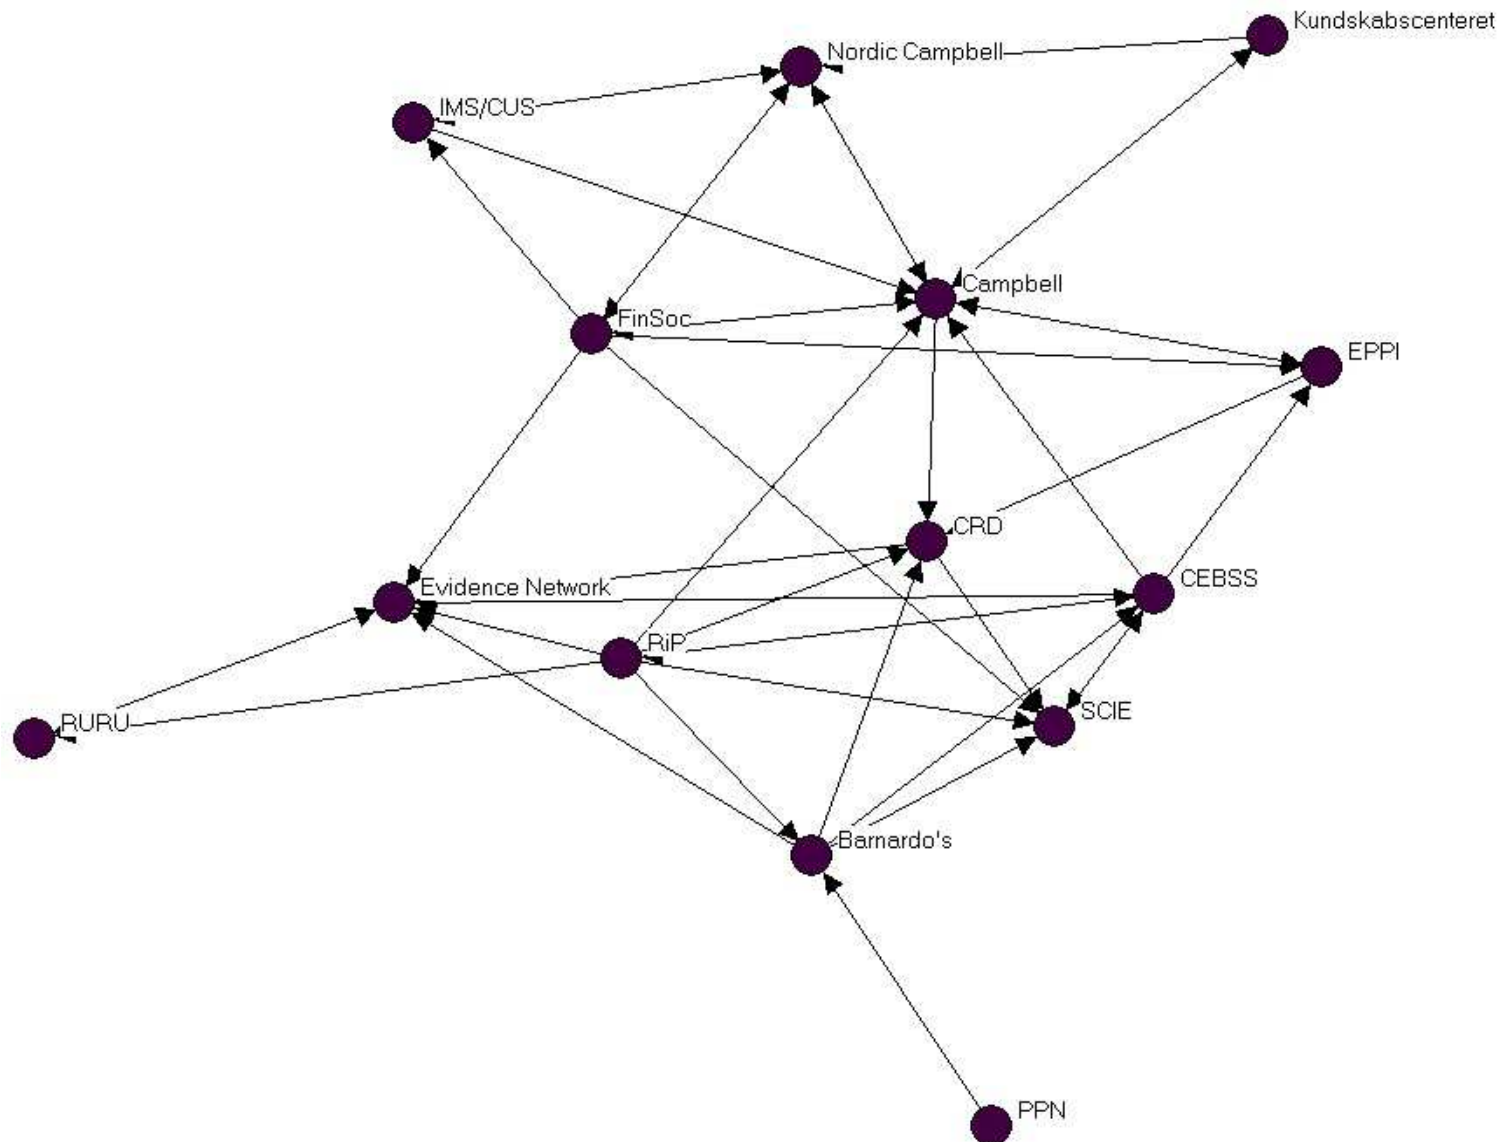 Kundskabscenteret
Nordic Campbell
IMS/CUS
Campbell
FinSoc
EPPI
CRD
CEBSS
Evidence Network
RiP
SCIE
RURU
Barnardo's
PPN